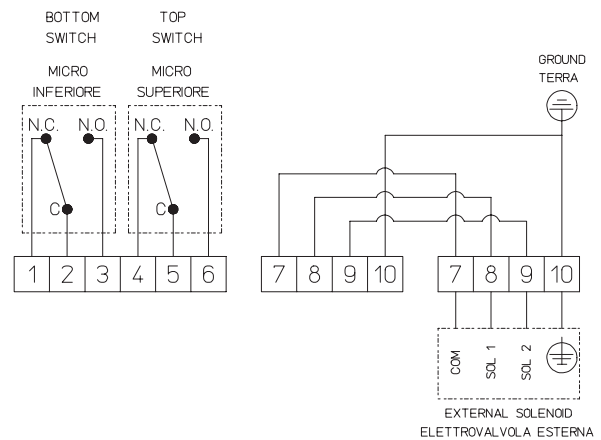 BOTTOM
SWITCH
TOP
SWITCH
MICRO
INFERIORE
MICRO
SUPERIORE
GROUND
TERRA
N.C. N.O. N.C. N.O.
C C
1 2 3 4 5 6
7 8 9 10
7 8 9 10
COM
SOL 1
SOL 2
EXTERNAL SOLENOID
ELETTROVALVOLA ESTERNA